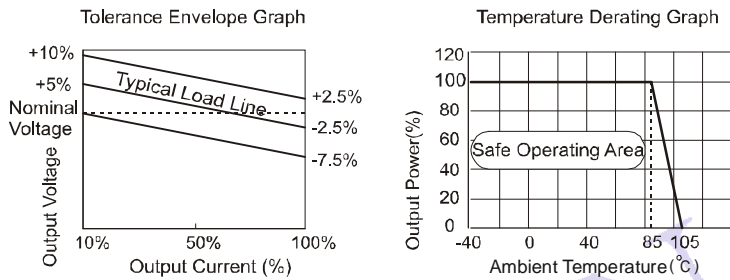 Tolerance Envelope Graph
+10%
+5%
Nominal
Voltage
Output Voltage
Typical Load Line
+2.5%
-2.5%
-7.5%
10%
50%
100%
Output Current (%)
Temperature Derating Graph
120
100
80
60
40
20
0
Output Power(%)
Safe Operating Area
-40
0
40
85
105
Ambient Temperature(℃)